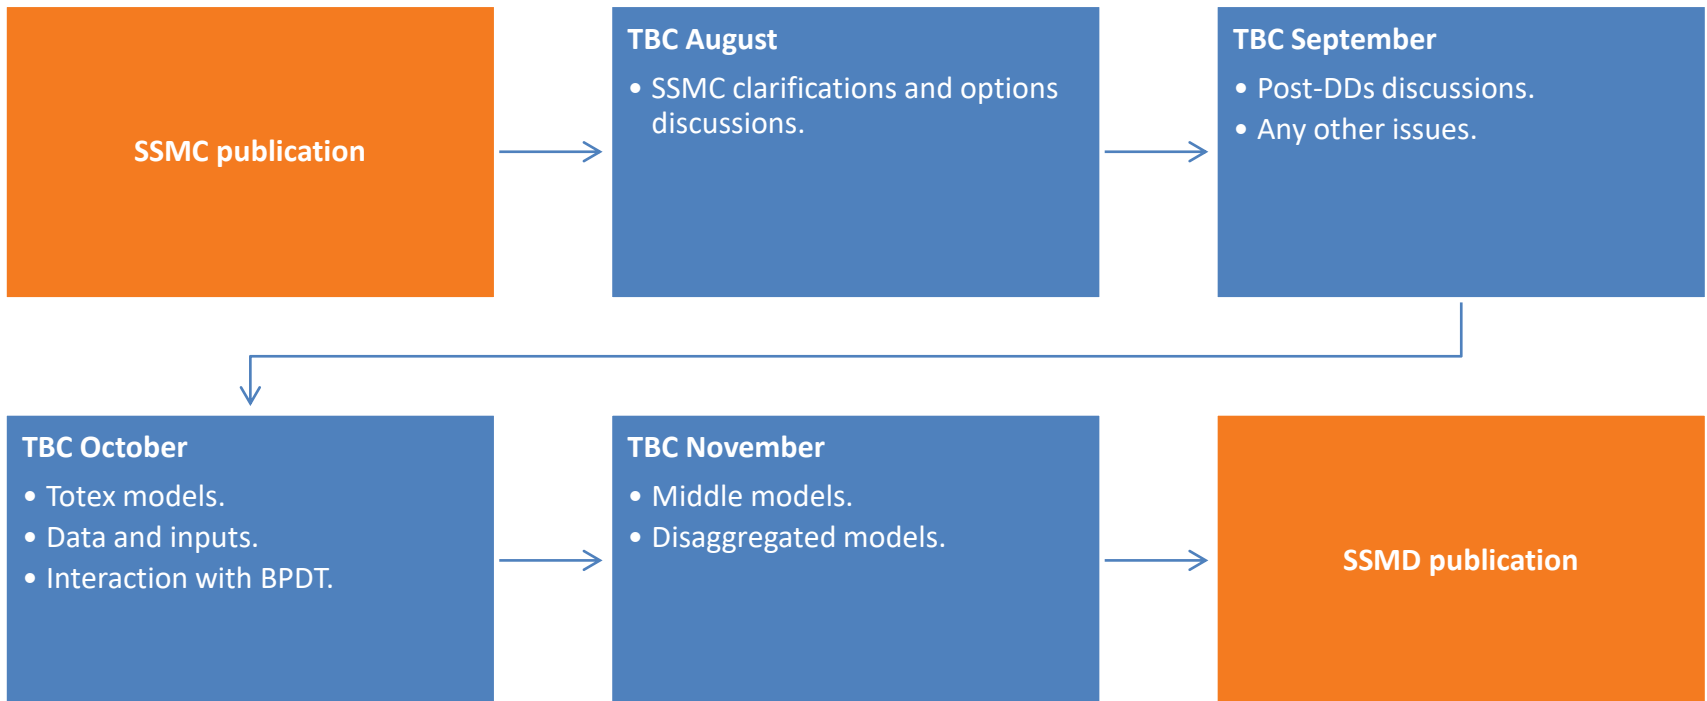 SSMC publication
TBC August
• SSMC clarifications and options
discussions.
TBC September
• Post-DDs discussions.
• Any other issues.
TBC October
• Totex models.
• Data and inputs.
• Interaction with BPDT.
TBC November
• Middle models.
• Disaggregated models.
SSMD publication